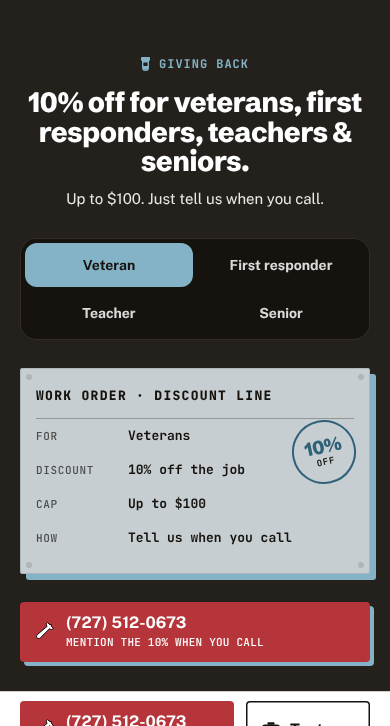 GIVING BACK
10% off for veterans, first
responders, teachers &
seniors.
Up to $100. Just tell us when you call.
Veteran
First responder
Teacher
Senior
WORK ORDER · DISCOUNT LINE
FOR Veterans
DISCOUNT 10% off the job
CAP Up to $100
HOW Tell us when you call
10%
OFF
(727) 512-0673
MENTION THE 10% WHEN YOU CALL
(727) 512-0673